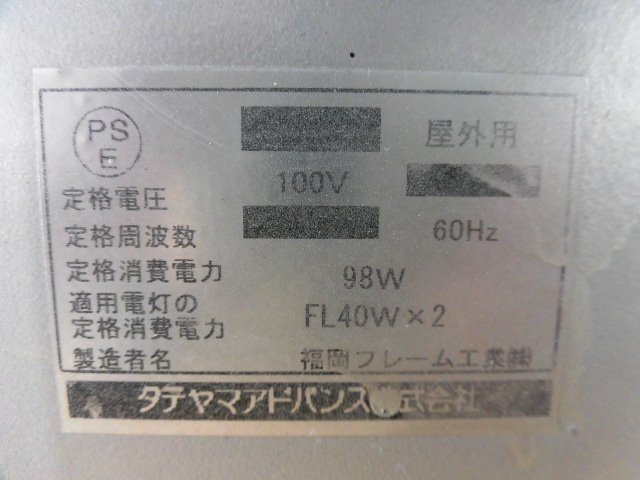 PS
E
屋外用
定格電圧 100V
定格周波数 60Hz
定格消費電力 98W
適用電灯の
定格消費電力 FL40W×2
製造者名 福岡フレーム工業㈱
タテヤマアドバンス株式会社